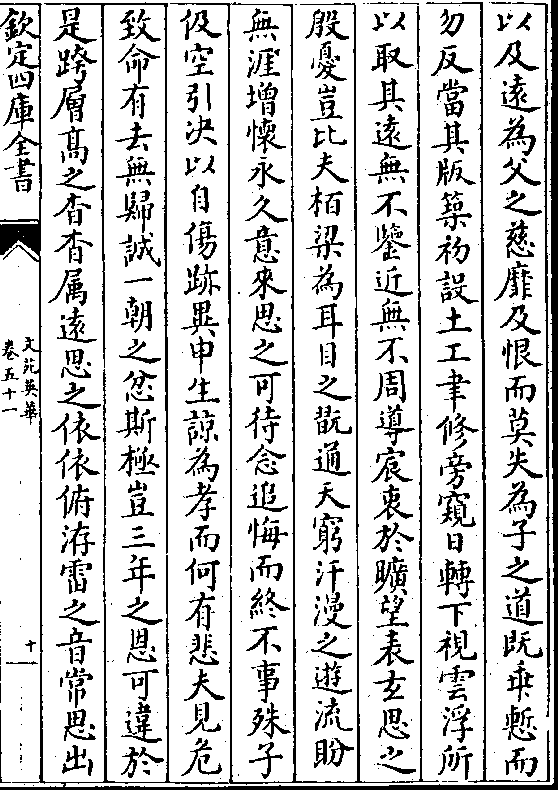 以及遠為父之慈靡及恨而莫失為子之道既乗慙而
勿反當其版築初設土工聿修旁窺日轉下視雲浮所
以取其遠無不鑒近無不周導宸衷於曠望表玄思之
殷憂豈比夫栢梁為耳目之翫通天窮汗漫之遊流盼
無涯増懷永久意來思之可待念追悔而終不事殊子
伋空引決以自傷跡異申生諒為孝而何有悲夫見危
致命有去無歸誠一朝之忿斯極豈三年之恩可違於
是跨層髙之杳杳属遠思之依依俯洊雷之音常思出
欽定四庫全書
文苑英華
卷五十一
十